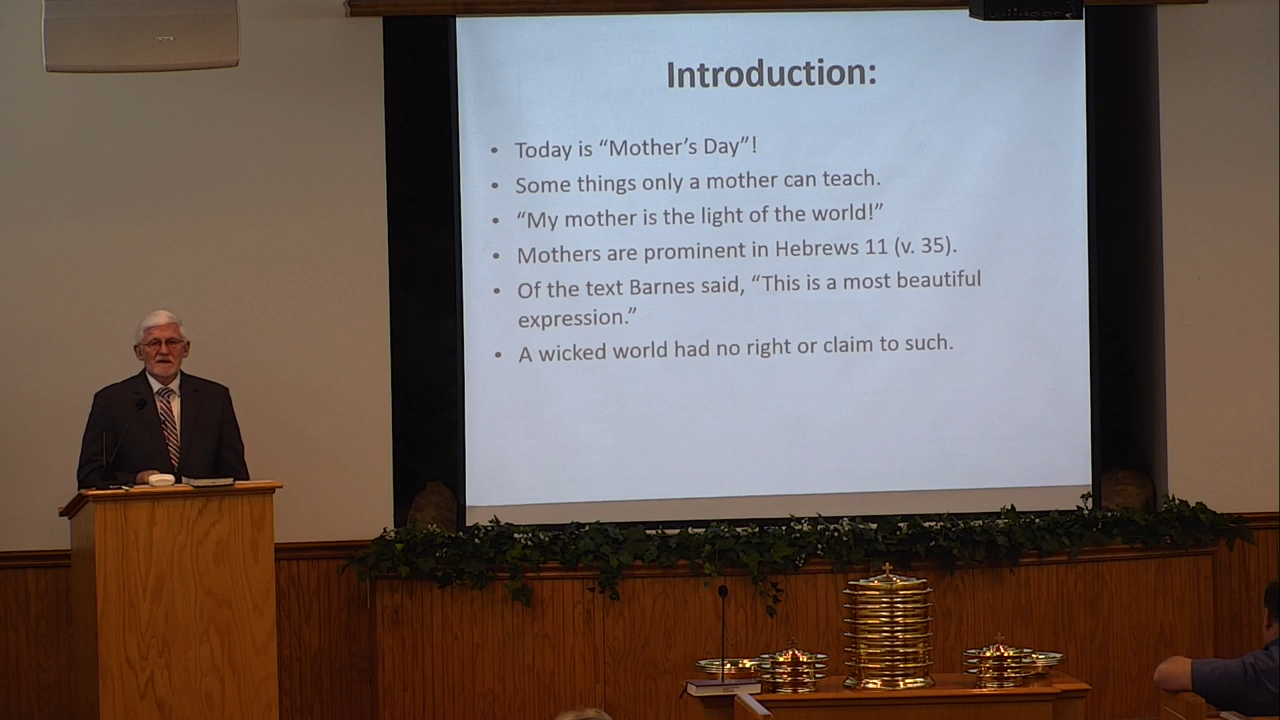 Introduction:
• Today is “Mother’s Day”!
• Some things only a mother can teach.
• “My mother is the light of the world!”
• Mothers are prominent in Hebrews 11 (v. 35).
• Of the text Barnes said, “This is a most beautiful
expression.”
• A wicked world had no right or claim to such.